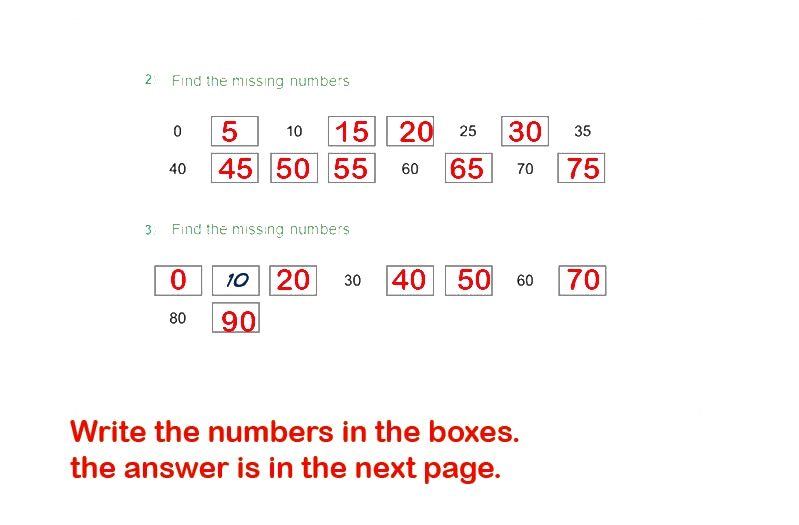 2 Find the missing numbers
0 5 10 15 20 25 30 35
40 45 50 55 60 65 70 75
3 Find the missing numbers
0 10 20 30 40 50 60 70
80 90
Write the numbers in the boxes.
the answer is in the next page.